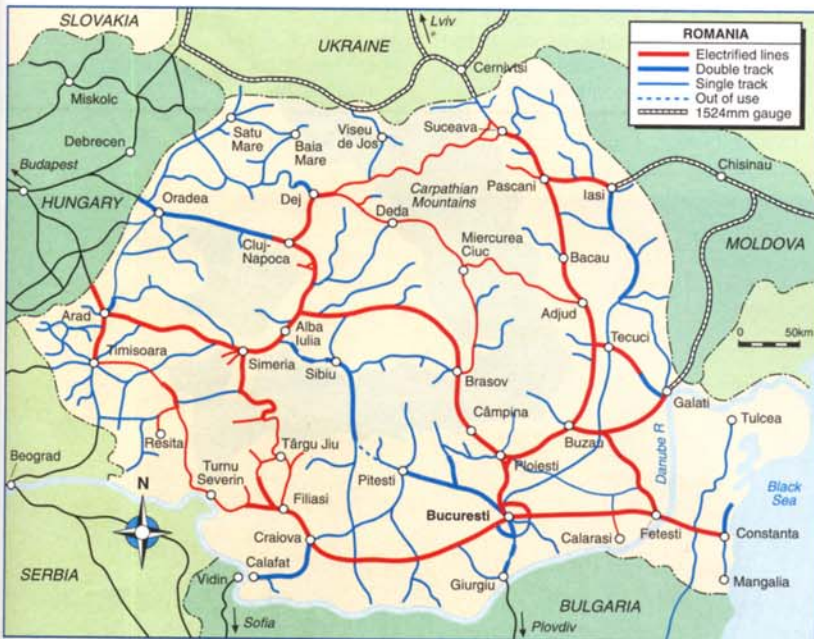 SLOVAKIA
Lviv
UKRAINE
Cernivtsi
ROMANIA
Electrified lines
Double track
Single track
Out of use
1524mm gauge
Miskolc
Debrecen
Budapest
HUNGARY
Satu
Mare
Baia
Mare
Viseu
de Jos
Suceava
Oradea
Dej
Carpathian
Mountains
Pascani
Iasi
Chisinau
MOLDOVA
Cluj-
Napoca
Deda
Miercurea
Ciuc
Bacau
Arad
Alba
Iulia
Adjud
0 50km
Timisoara
Simeria
Sibiu
Brasov
Tecuci
Resita
Câmpina
Galati
Tulcea
Beograd
N
Turnu
Severin
Târgu Jiu
Pitesti
Ploiesti
Buzau
Danube R
Black
Sea
Filiasi
Bucuresti
Craiova
Calarasi
Fetesti
Constanta
Calafat
Vidin
Giurgiu
Mangalia
SERBIA
Sofia
Plovdiv
BULGARIA